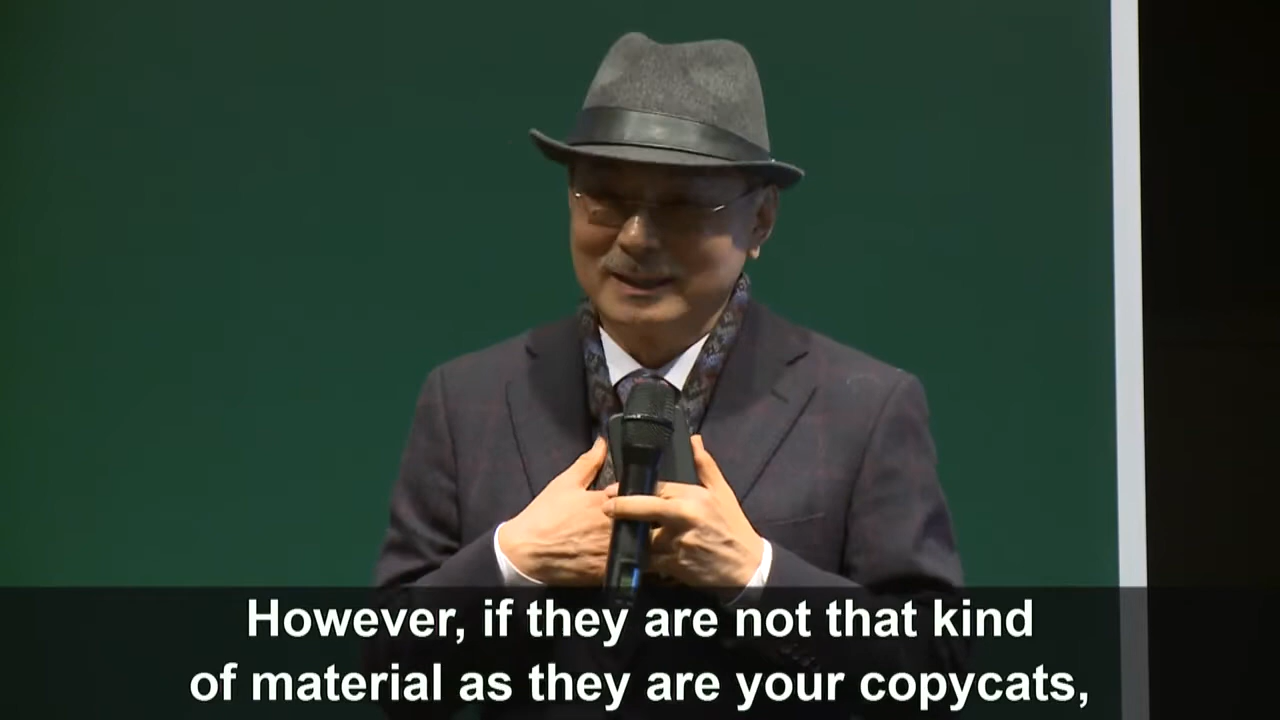 However, if they are not that kind
of material as they are your copycats,